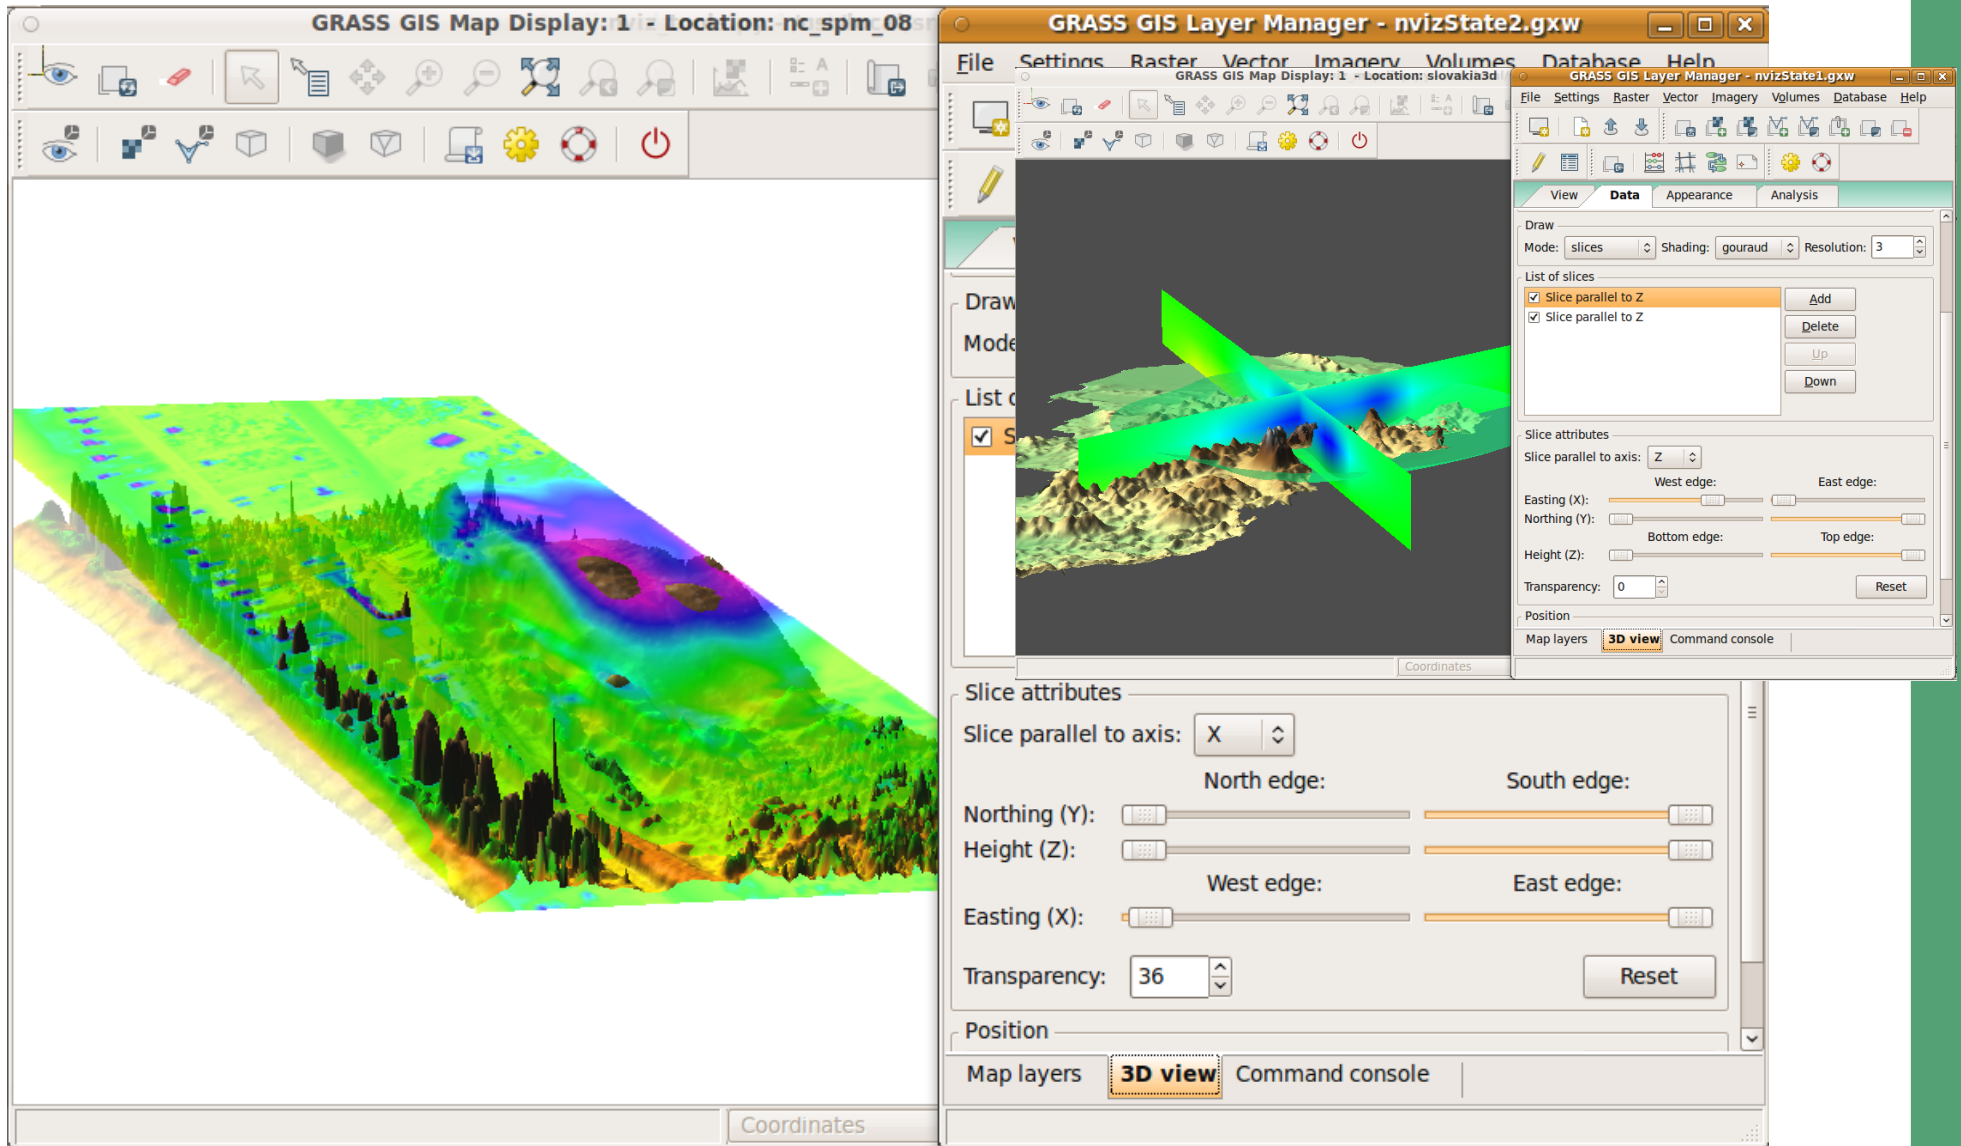 GRASS GIS Map Display: 1 - Location: nc_spm_08
Coordinates
GRASS GIS Layer Manager - nvizState2.gxw
File Settings Raster Vector Imagery Volumes Database Help
Draw
Mode
List o
S
Slice attributes
Slice parallel to axis: X
North edge: South edge:
Northing (Y):
Height (Z):
West edge: East edge:
Easting (X):
Transparency: 36 Reset
Position
Map layers 3D view Command console
GRASS GIS Map Display: 1 - Location: slovakia3d
Coordinates
GRASS GIS Layer Manager - nvizState1.gxw
File Settings Raster Vector Imagery Volumes Database Help
View Data Appearance Analysis
Draw
Mode: slices Shading: gouraud Resolution: 3
List of slices
Slice parallel to Z Add
Slice parallel to Z
Delete
Up
Down
Slice attributes
Slice parallel to axis: Z
West edge: East edge:
Easting (X):
Northing (Y):
Bottom edge: Top edge:
Height (Z):
Transparency: 0 Reset
Position
Map layers 3D view Command console